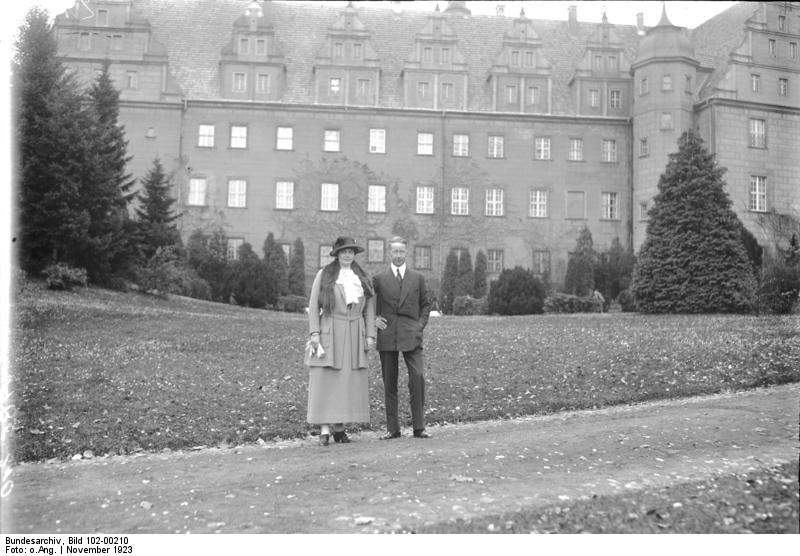 Bundesarchiv, Bild 102-00210
Foto: o.Ang. | November 1923